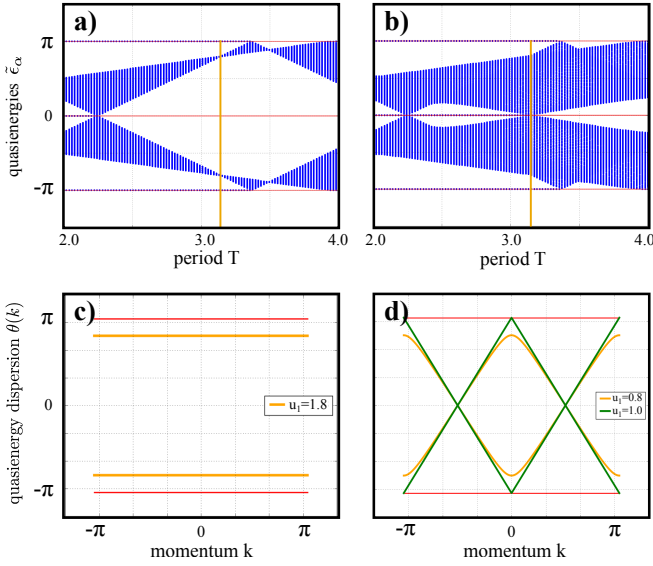 a)
b)
quasienergies ε̃α
π
0
-π
2.0
3.0
4.0
2.0
3.0
4.0
period T
period T
c)
d)
quasienergy dispersion θ(k)
π
0
-π
u₁=1.8
u₁=0.8
u₁=1.0
-π
0
π
-π
0
π
momentum k
momentum k